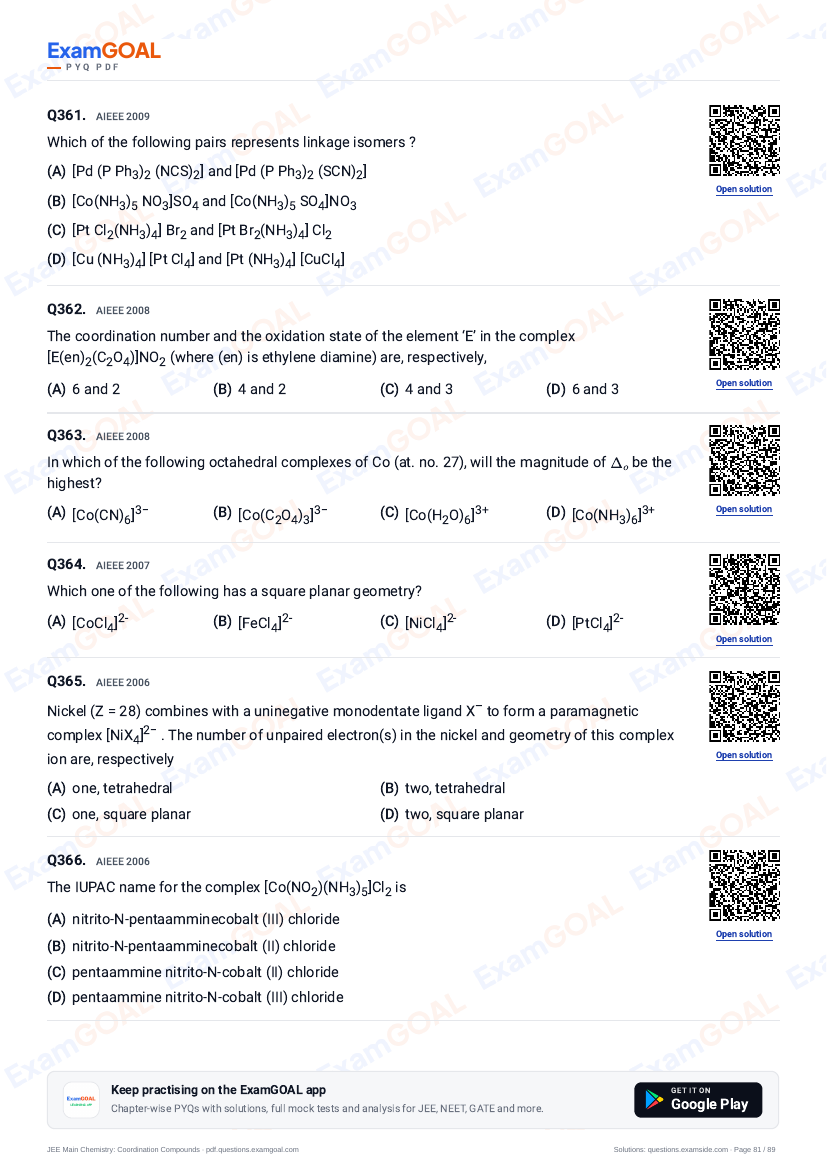 ExamGOAL
PYQ PDF
Q361. AIEEE 2009
Which of the following pairs represents linkage isomers ?
(A) [Pd (P Ph₃)₂ (NCS)₂] and [Pd (P Ph₃)₂ (SCN)₂]
(B) [Co(NH₃)₅ NO₃]SO₄ and [Co(NH₃)₅ SO₄]NO₃
(C) [Pt Cl₂(NH₃)₄] Br₂ and [Pt Br₂(NH₃)₄] Cl₂
(D) [Cu (NH₃)₄] [Pt Cl₄] and [Pt (NH₃)₄] [CuCl₄]
Open solution
Q362. AIEEE 2008
The coordination number and the oxidation state of the element ‘E’ in the complex
[E(en)₂(C₂O₄)]NO₂ (where (en) is ethylene diamine) are, respectively,
(A) 6 and 2 (B) 4 and 2 (C) 4 and 3 (D) 6 and 3
Open solution
Q363. AIEEE 2008
In which of the following octahedral complexes of Co (at. no. 27), will the magnitude of Δₒ be the
highest?
(A) [Co(CN)₆]³⁻ (B) [Co(C₂O₄)₃]³⁻ (C) [Co(H₂O)₆]³⁺ (D) [Co(NH₃)₆]³⁺
Open solution
Q364. AIEEE 2007
Which one of the following has a square planar geometry?
(A) [CoCl₄]²⁻ (B) [FeCl₄]²⁻ (C) [NiCl₄]²⁻ (D) [PtCl₄]²⁻
Open solution
Q365. AIEEE 2006
Nickel (Z = 28) combines with a uninegative monodentate ligand X⁻ to form a paramagnetic
complex [NiX₄]²⁻ . The number of unpaired electron(s) in the nickel and geometry of this complex
ion are, respectively
(A) one, tetrahedral (B) two, tetrahedral
(C) one, square planar (D) two, square planar
Open solution
Q366. AIEEE 2006
The IUPAC name for the complex [Co(NO₂)(NH₃)₅]Cl₂ is
(A) nitrito-N-pentaamminecobalt (III) chloride
(B) nitrito-N-pentaamminecobalt (II) chloride
(C) pentaammine nitrito-N-cobalt (II) chloride
(D) pentaammine nitrito-N-cobalt (III) chloride
Open solution
Keep practising on the ExamGOAL app
Chapter-wise PYQs with solutions, full mock tests and analysis for JEE, NEET, GATE and more.
GET IT ON
Google Play
JEE Main Chemistry: Coordination Compounds · pdf.questions.examgoal.com
Solutions: questions.examside.com · Page 81 / 89